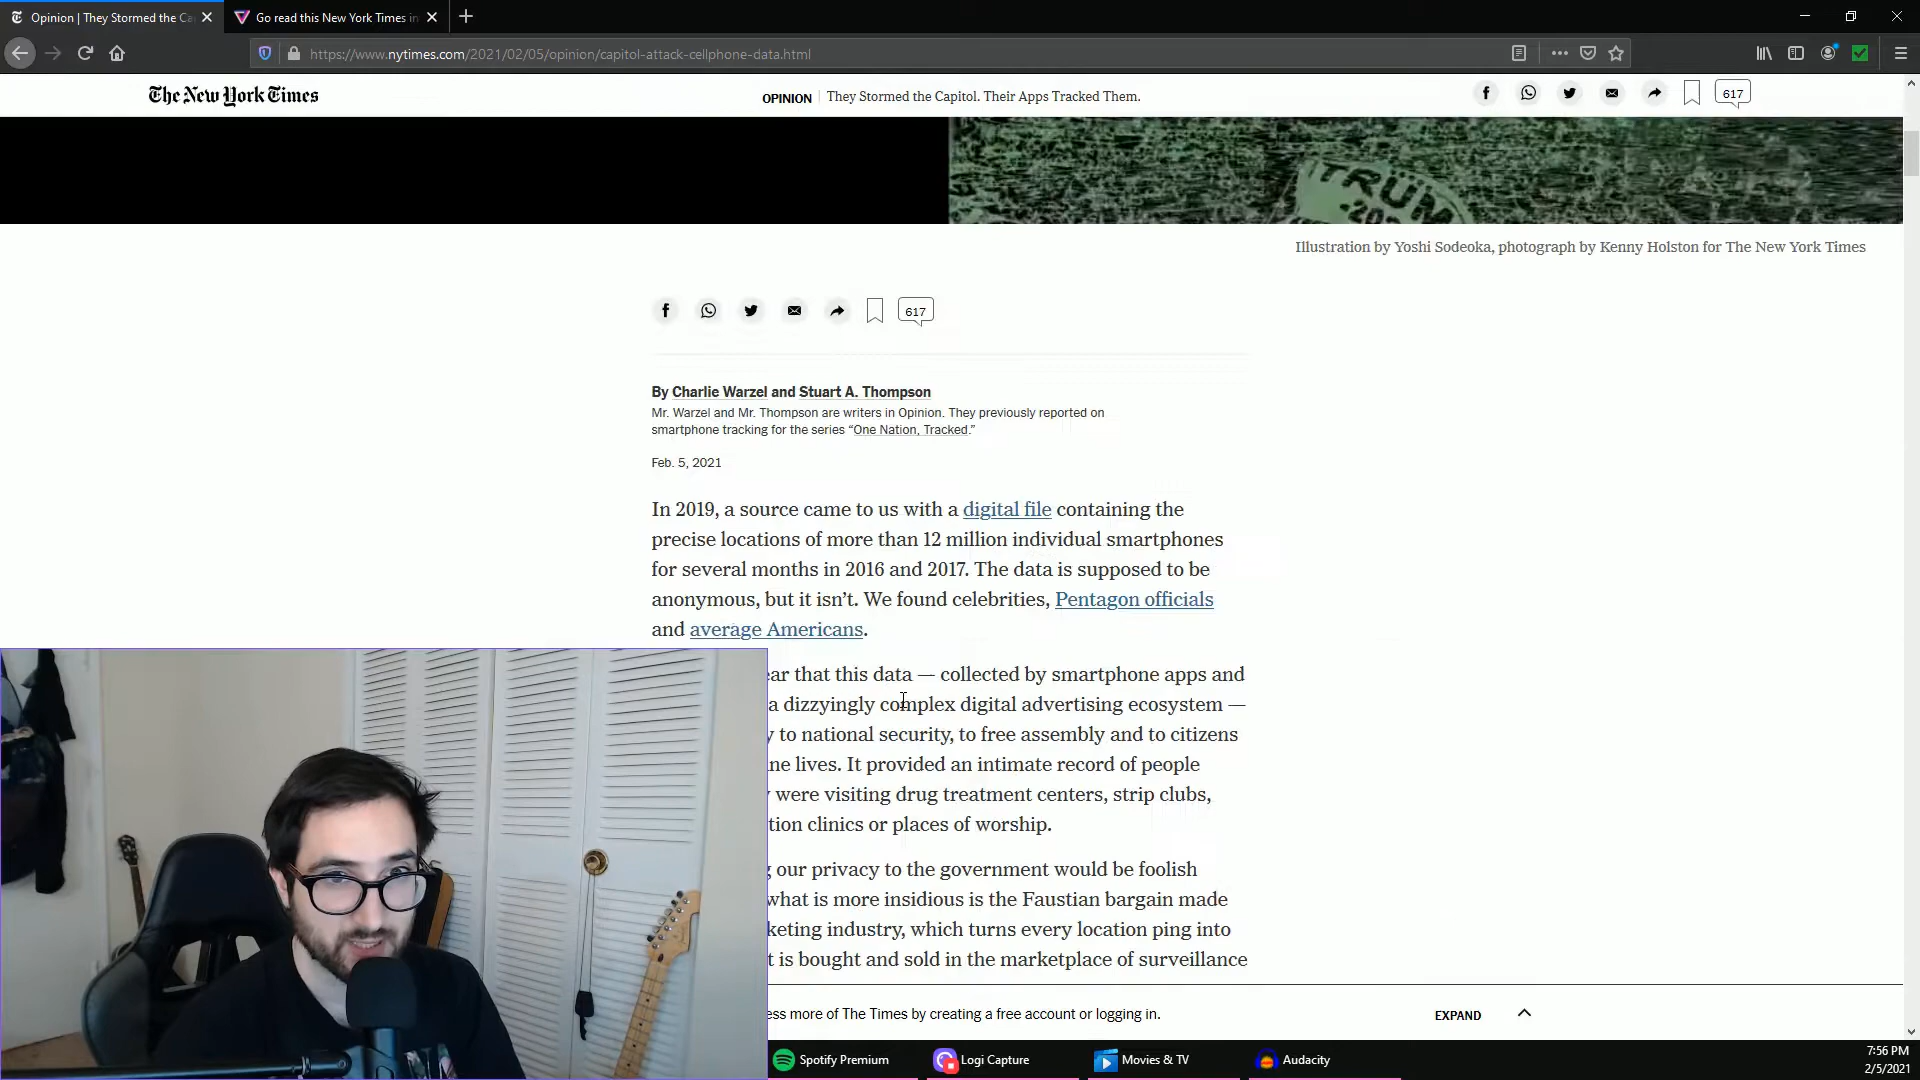 Opinion | They Stormed the Ca
Go read this New York Times in
https://www.nytimes.com/2021/02/05/opinion/capitol-attack-cellphone-data.html
The New York Times
OPINION They Stormed the Capitol. Their Apps Tracked Them.
617
TRUM
20
Illustration by Yoshi Sodeoka, photograph by Kenny Holston for The New York Times
617
By Charlie Warzel and Stuart A. Thompson
Mr. Warzel and Mr. Thompson are writers in Opinion. They previously reported on
smartphone tracking for the series “One Nation, Tracked.”
Feb. 5, 2021
In 2019, a source came to us with a digital file containing the
precise locations of more than 12 million individual smartphones
for several months in 2016 and 2017. The data is supposed to be
anonymous, but it isn’t. We found celebrities, Pentagon officials
and average Americans.
ear that this data — collected by smartphone apps and
a dizzyingly complex digital advertising ecosystem —
y to national security, to free assembly and to citizens
ne lives. It provided an intimate record of people
y were visiting drug treatment centers, strip clubs,
tion clinics or places of worship.
g our privacy to the government would be foolish
what is more insidious is the Faustian bargain made
keting industry, which turns every location ping into
t is bought and sold in the marketplace of surveillance
ess more of The Times by creating a free account or logging in.
EXPAND
Spotify Premium
Logi Capture
Movies & TV
Audacity
7:56 PM
2/5/2021